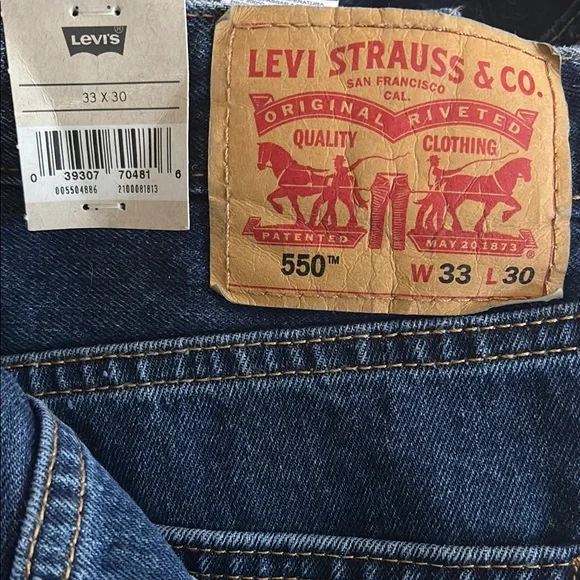 LEVI'S
33 X 30
0 39307 70481 6
005504886 2100081813
LEVI STRAUSS & CO.
SAN FRANCISCO
CAL.
ORIGINAL RIVETED
QUALITY CLOTHING
PATENTED MAY 20 1873
®
550™ W 33 L 30